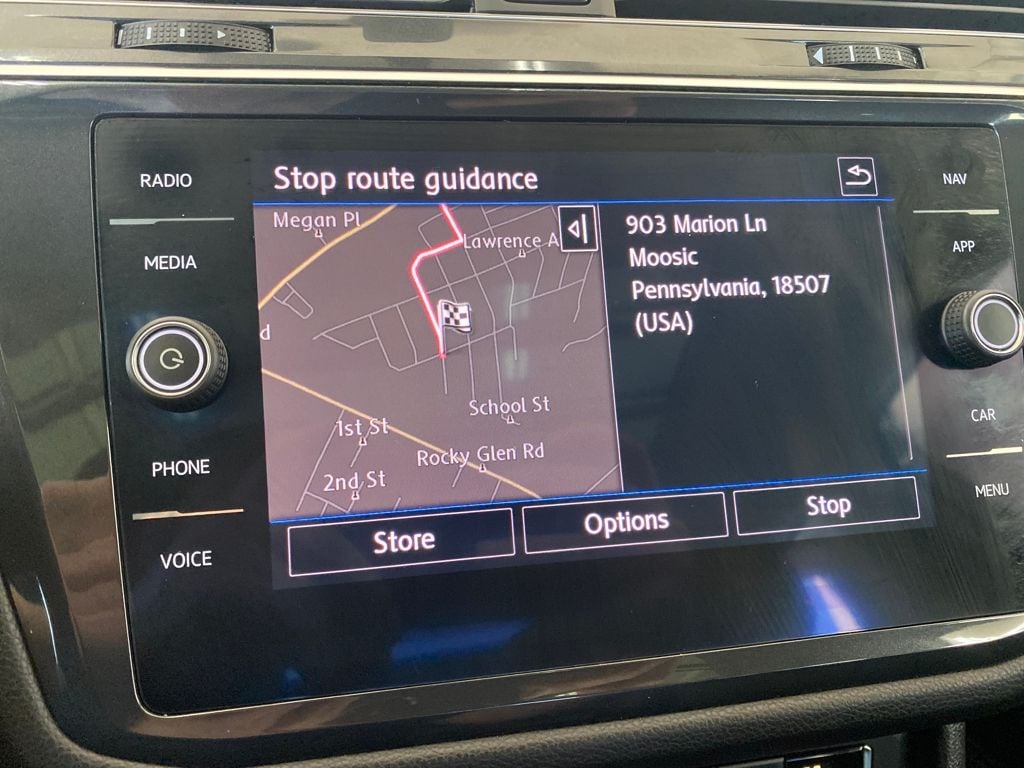 RADIO
MEDIA
PHONE
VOICE
Stop route guidance
Megan Pl
Lawrence A
d
School St
1st St
Rocky Glen Rd
2nd St
903 Marion Ln
Moosic
Pennsylvania, 18507
(USA)
Store
Options
Stop
NAV
APP
CAR
MENU